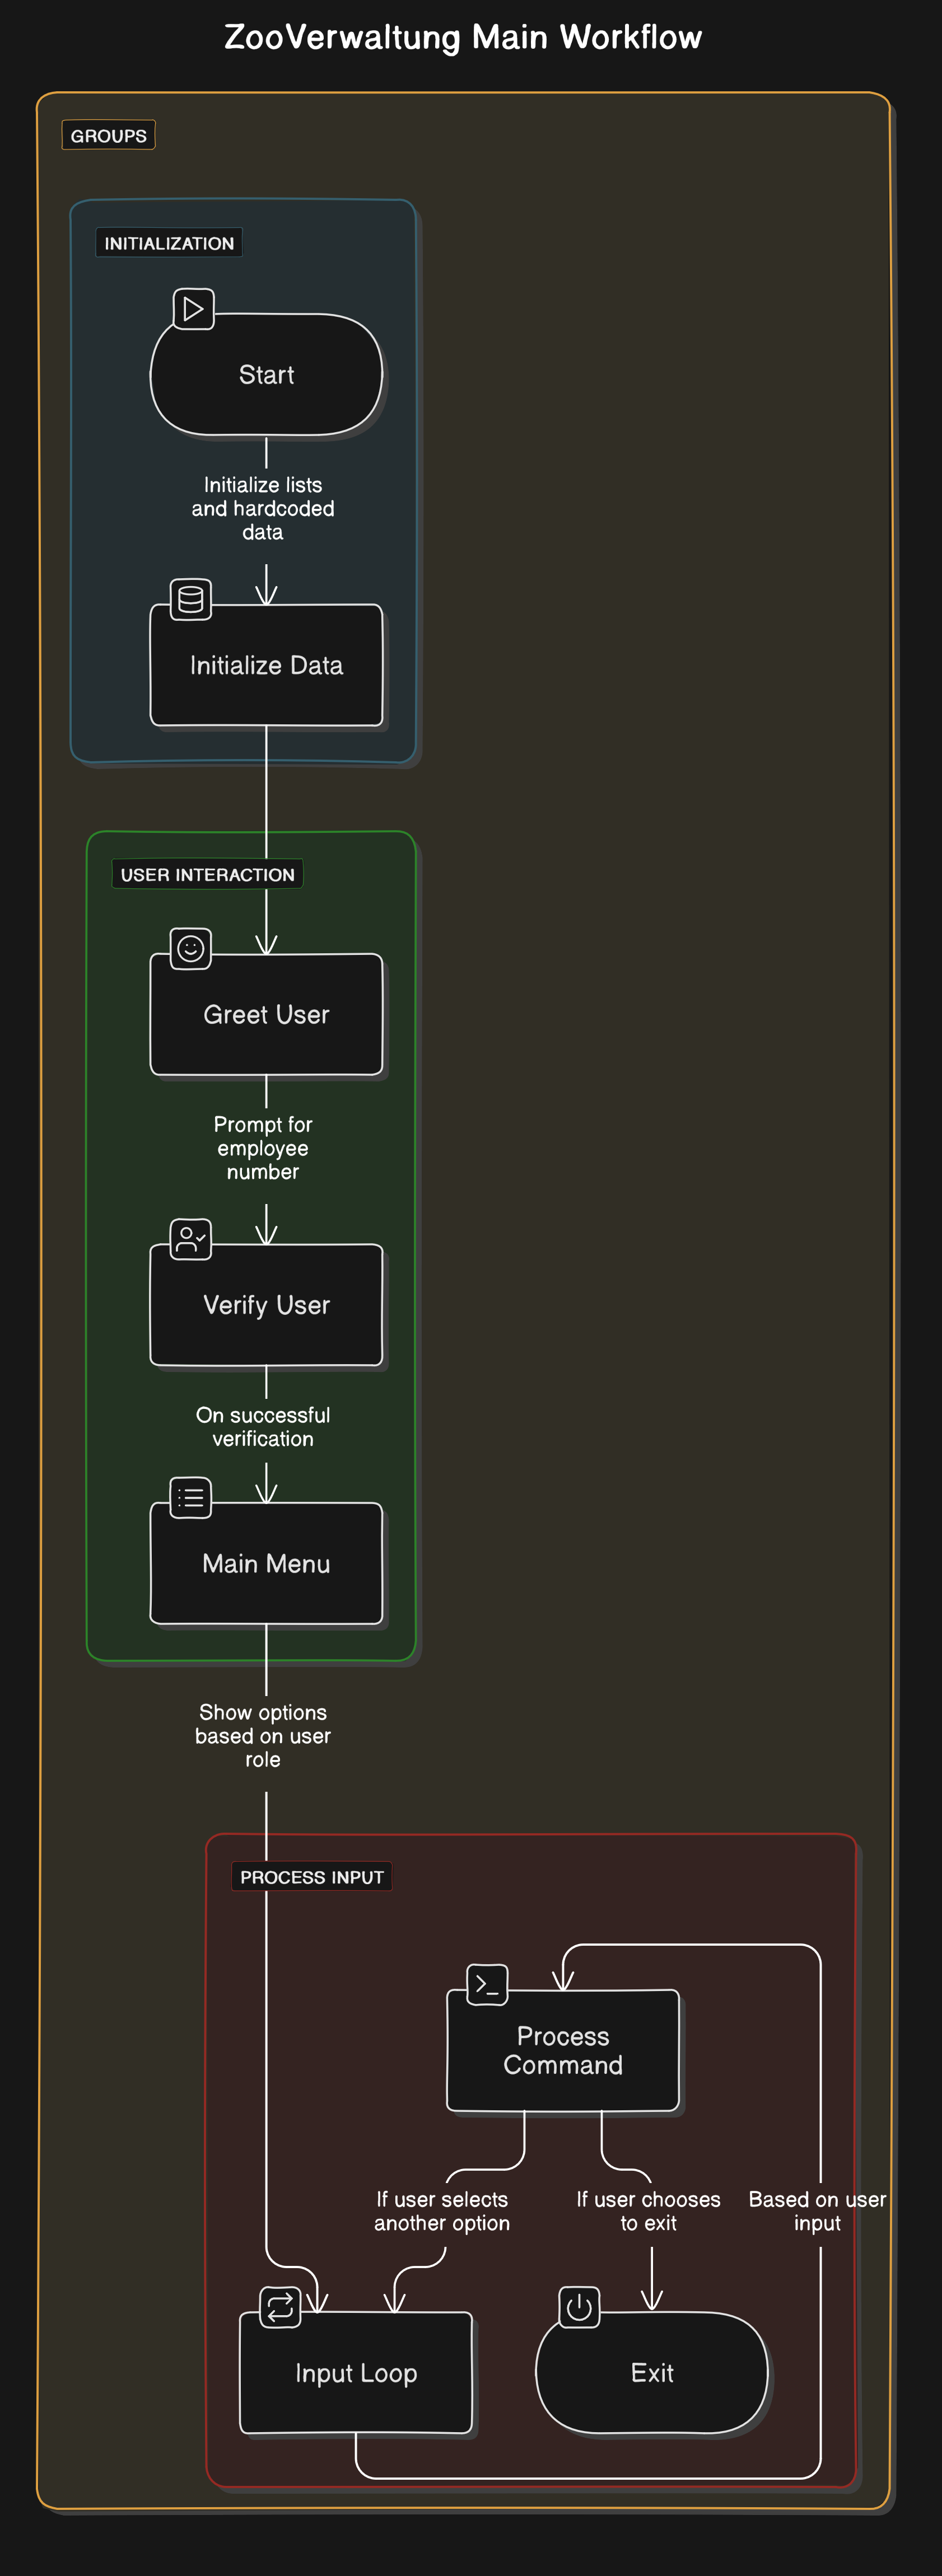 ZooVerwaltung Main Workflow
GROUPS
INITIALIZATION
Start
Initialize lists
and hardcoded
data
Initialize Data
USER INTERACTION
Greet User
Prompt for
employee
number
Verify User
On successful
verification
Main Menu
Show options
based on user
role
PROCESS INPUT
Process
Command
If user selects
another option
If user chooses
to exit
Based on user
input
Input Loop
Exit